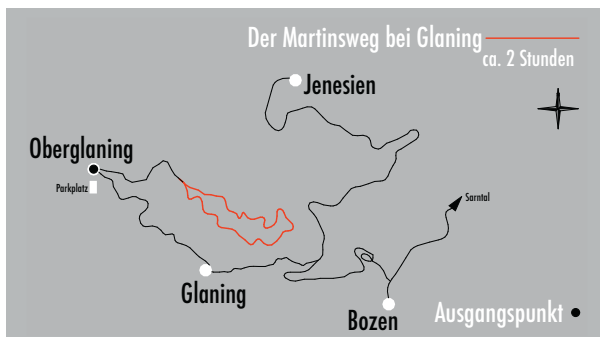 Der Martinsweg bei Glaning
ca. 2 Stunden
Jenesien
Oberglaning
Parkplatz
Sarntal
Glaning
Bozen
Ausgangspunkt